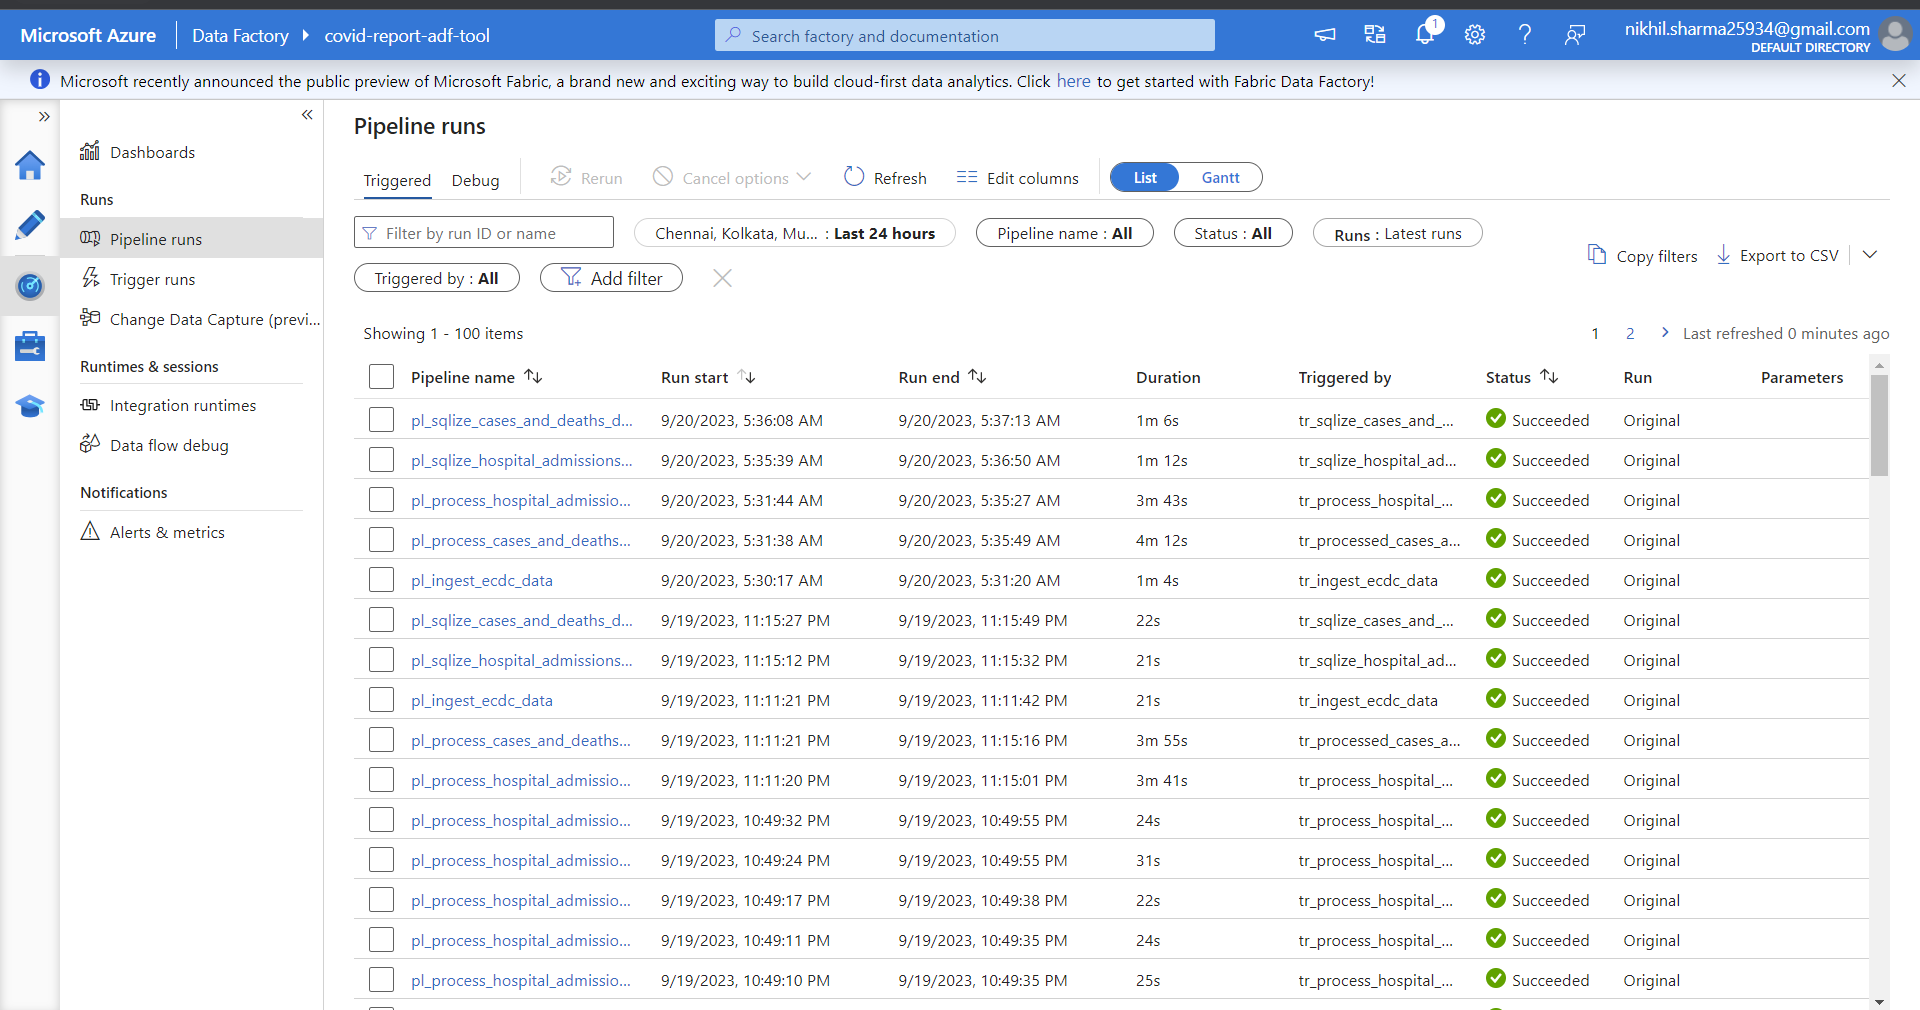 Microsoft Azure Data Factory covid-report-adf-tool Search factory and documentation 1 nikhil.sharma25934@gmail.com
DEFAULT DIRECTORY
Microsoft recently announced the public preview of Microsoft Fabric, a brand new and exciting way to build cloud-first data analytics. Click here to get started with Fabric Data Factory!
Dashboards
Runs
Pipeline runs
Trigger runs
Change Data Capture (previ...
Runtimes & sessions
Integration runtimes
Data flow debug
Notifications
Alerts & metrics
Pipeline runs
Triggered Debug Rerun Cancel options Refresh Edit columns List Gantt
Filter by run ID or name Chennai, Kolkata, Mu... : Last 24 hours Pipeline name : All Status : All Runs : Latest runs
Triggered by : All Add filter
Copy filters Export to CSV
Showing 1 - 100 items 1 2 Last refreshed 0 minutes ago
Pipeline name Run start Run end Duration Triggered by Status Run Parameters
pl_sqlize_cases_and_deaths_d... 9/20/2023, 5:36:08 AM 9/20/2023, 5:37:13 AM 1m 6s tr_sqlize_cases_and_... Succeeded Original
pl_sqlize_hospital_admissions... 9/20/2023, 5:35:39 AM 9/20/2023, 5:36:50 AM 1m 12s tr_sqlize_hospital_ad... Succeeded Original
pl_process_hospital_admissio... 9/20/2023, 5:31:44 AM 9/20/2023, 5:35:27 AM 3m 43s tr_process_hospital_... Succeeded Original
pl_process_cases_and_deaths... 9/20/2023, 5:31:38 AM 9/20/2023, 5:35:49 AM 4m 12s tr_processed_cases_a... Succeeded Original
pl_ingest_ecdc_data 9/20/2023, 5:30:17 AM 9/20/2023, 5:31:20 AM 1m 4s tr_ingest_ecdc_data Succeeded Original
pl_sqlize_cases_and_deaths_d... 9/19/2023, 11:15:27 PM 9/19/2023, 11:15:49 PM 22s tr_sqlize_cases_and_... Succeeded Original
pl_sqlize_hospital_admissions... 9/19/2023, 11:15:12 PM 9/19/2023, 11:15:32 PM 21s tr_sqlize_hospital_ad... Succeeded Original
pl_ingest_ecdc_data 9/19/2023, 11:11:21 PM 9/19/2023, 11:11:42 PM 21s tr_ingest_ecdc_data Succeeded Original
pl_process_cases_and_deaths... 9/19/2023, 11:11:21 PM 9/19/2023, 11:15:16 PM 3m 55s tr_processed_cases_a... Succeeded Original
pl_process_hospital_admissio... 9/19/2023, 11:11:20 PM 9/19/2023, 11:15:01 PM 3m 41s tr_process_hospital_... Succeeded Original
pl_process_hospital_admissio... 9/19/2023, 10:49:32 PM 9/19/2023, 10:49:55 PM 24s tr_process_hospital_... Succeeded Original
pl_process_hospital_admissio... 9/19/2023, 10:49:24 PM 9/19/2023, 10:49:55 PM 31s tr_process_hospital_... Succeeded Original
pl_process_hospital_admissio... 9/19/2023, 10:49:17 PM 9/19/2023, 10:49:38 PM 22s tr_process_hospital_... Succeeded Original
pl_process_hospital_admissio... 9/19/2023, 10:49:11 PM 9/19/2023, 10:49:35 PM 24s tr_process_hospital_... Succeeded Original
pl_process_hospital_admissio... 9/19/2023, 10:49:10 PM 9/19/2023, 10:49:35 PM 25s tr_process_hospital_... Succeeded Original